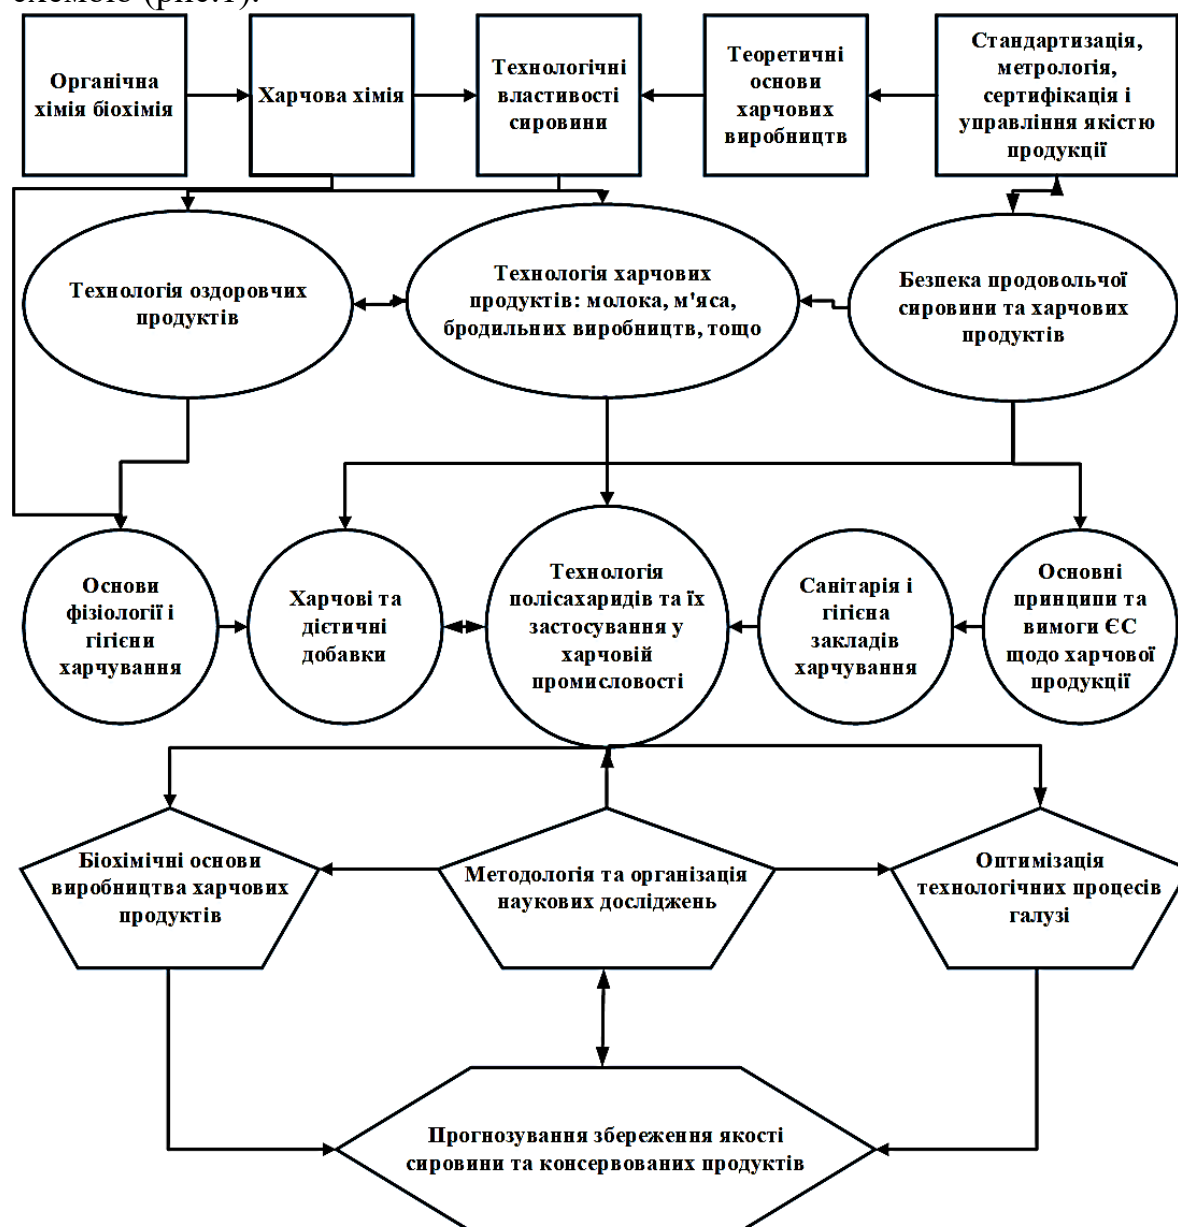 схемою (рис.1).
Органічна
хімія біохімія
Харчова хімія
Технологічні
властивості
сировини
Теоретичні
основи
харчових
виробництв
Стандартизація,
метрологія,
сертифікація і
управління якістю
продукції
Технологія оздоровчих
продуктів
Технологія харчових
продуктів: молока, м'яса,
бродильних виробництв, тощо
Безпека продовольчої
сировини та харчових
продуктів
Основи
фізіології і
гігієни
харчування
Харчові та
дієтичні
добавки
Технологія
полісахаридів та їх
застосування у
харчовій
промисловості
Санітарія і
гігієна
закладів
харчування
Основні
принципи та
вимоги ЄС
щодо харчової
продукції
Біохімічні основи
виробництва харчових
продуктів
Методологія та організація
наукових досліджень
Оптимізація
технологічних процесів
галузі
Прогнозування збереження якості
сировини та консервованих продуктів